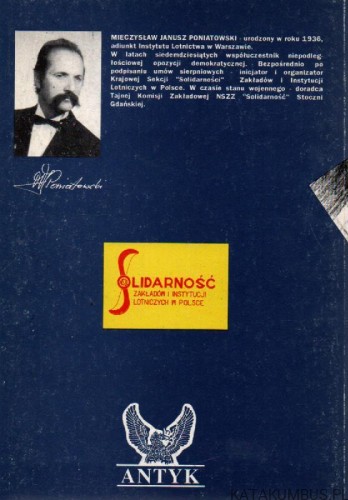 MIECZYSŁAW JANUSZ PONIATOWSKI - urodzony w roku 1936,
adiunkt Instytutu Lotnictwa w Warszawie.
W latach siedemdziesiątych współuczestnik niepodleg-
łościowej opozycji demokratycznej. Bezpośrednio po
podpisaniu umów sierpniowych - inicjator i organizator
Krajowej Sekcji "Solidarności" Zakładów i Instytucji
Lotniczych w Polsce. W czasie stanu wojennego - doradca
Tajnej Komisji Zakładowej NSZZ "Solidarność" Stoczni
Gdańskiej.
MJPoniatowski
SOLIDARNOŚĆ
ZAKŁADÓW I INSTYTUCJI
LOTNICZYCH W POLSCE
ANTYK